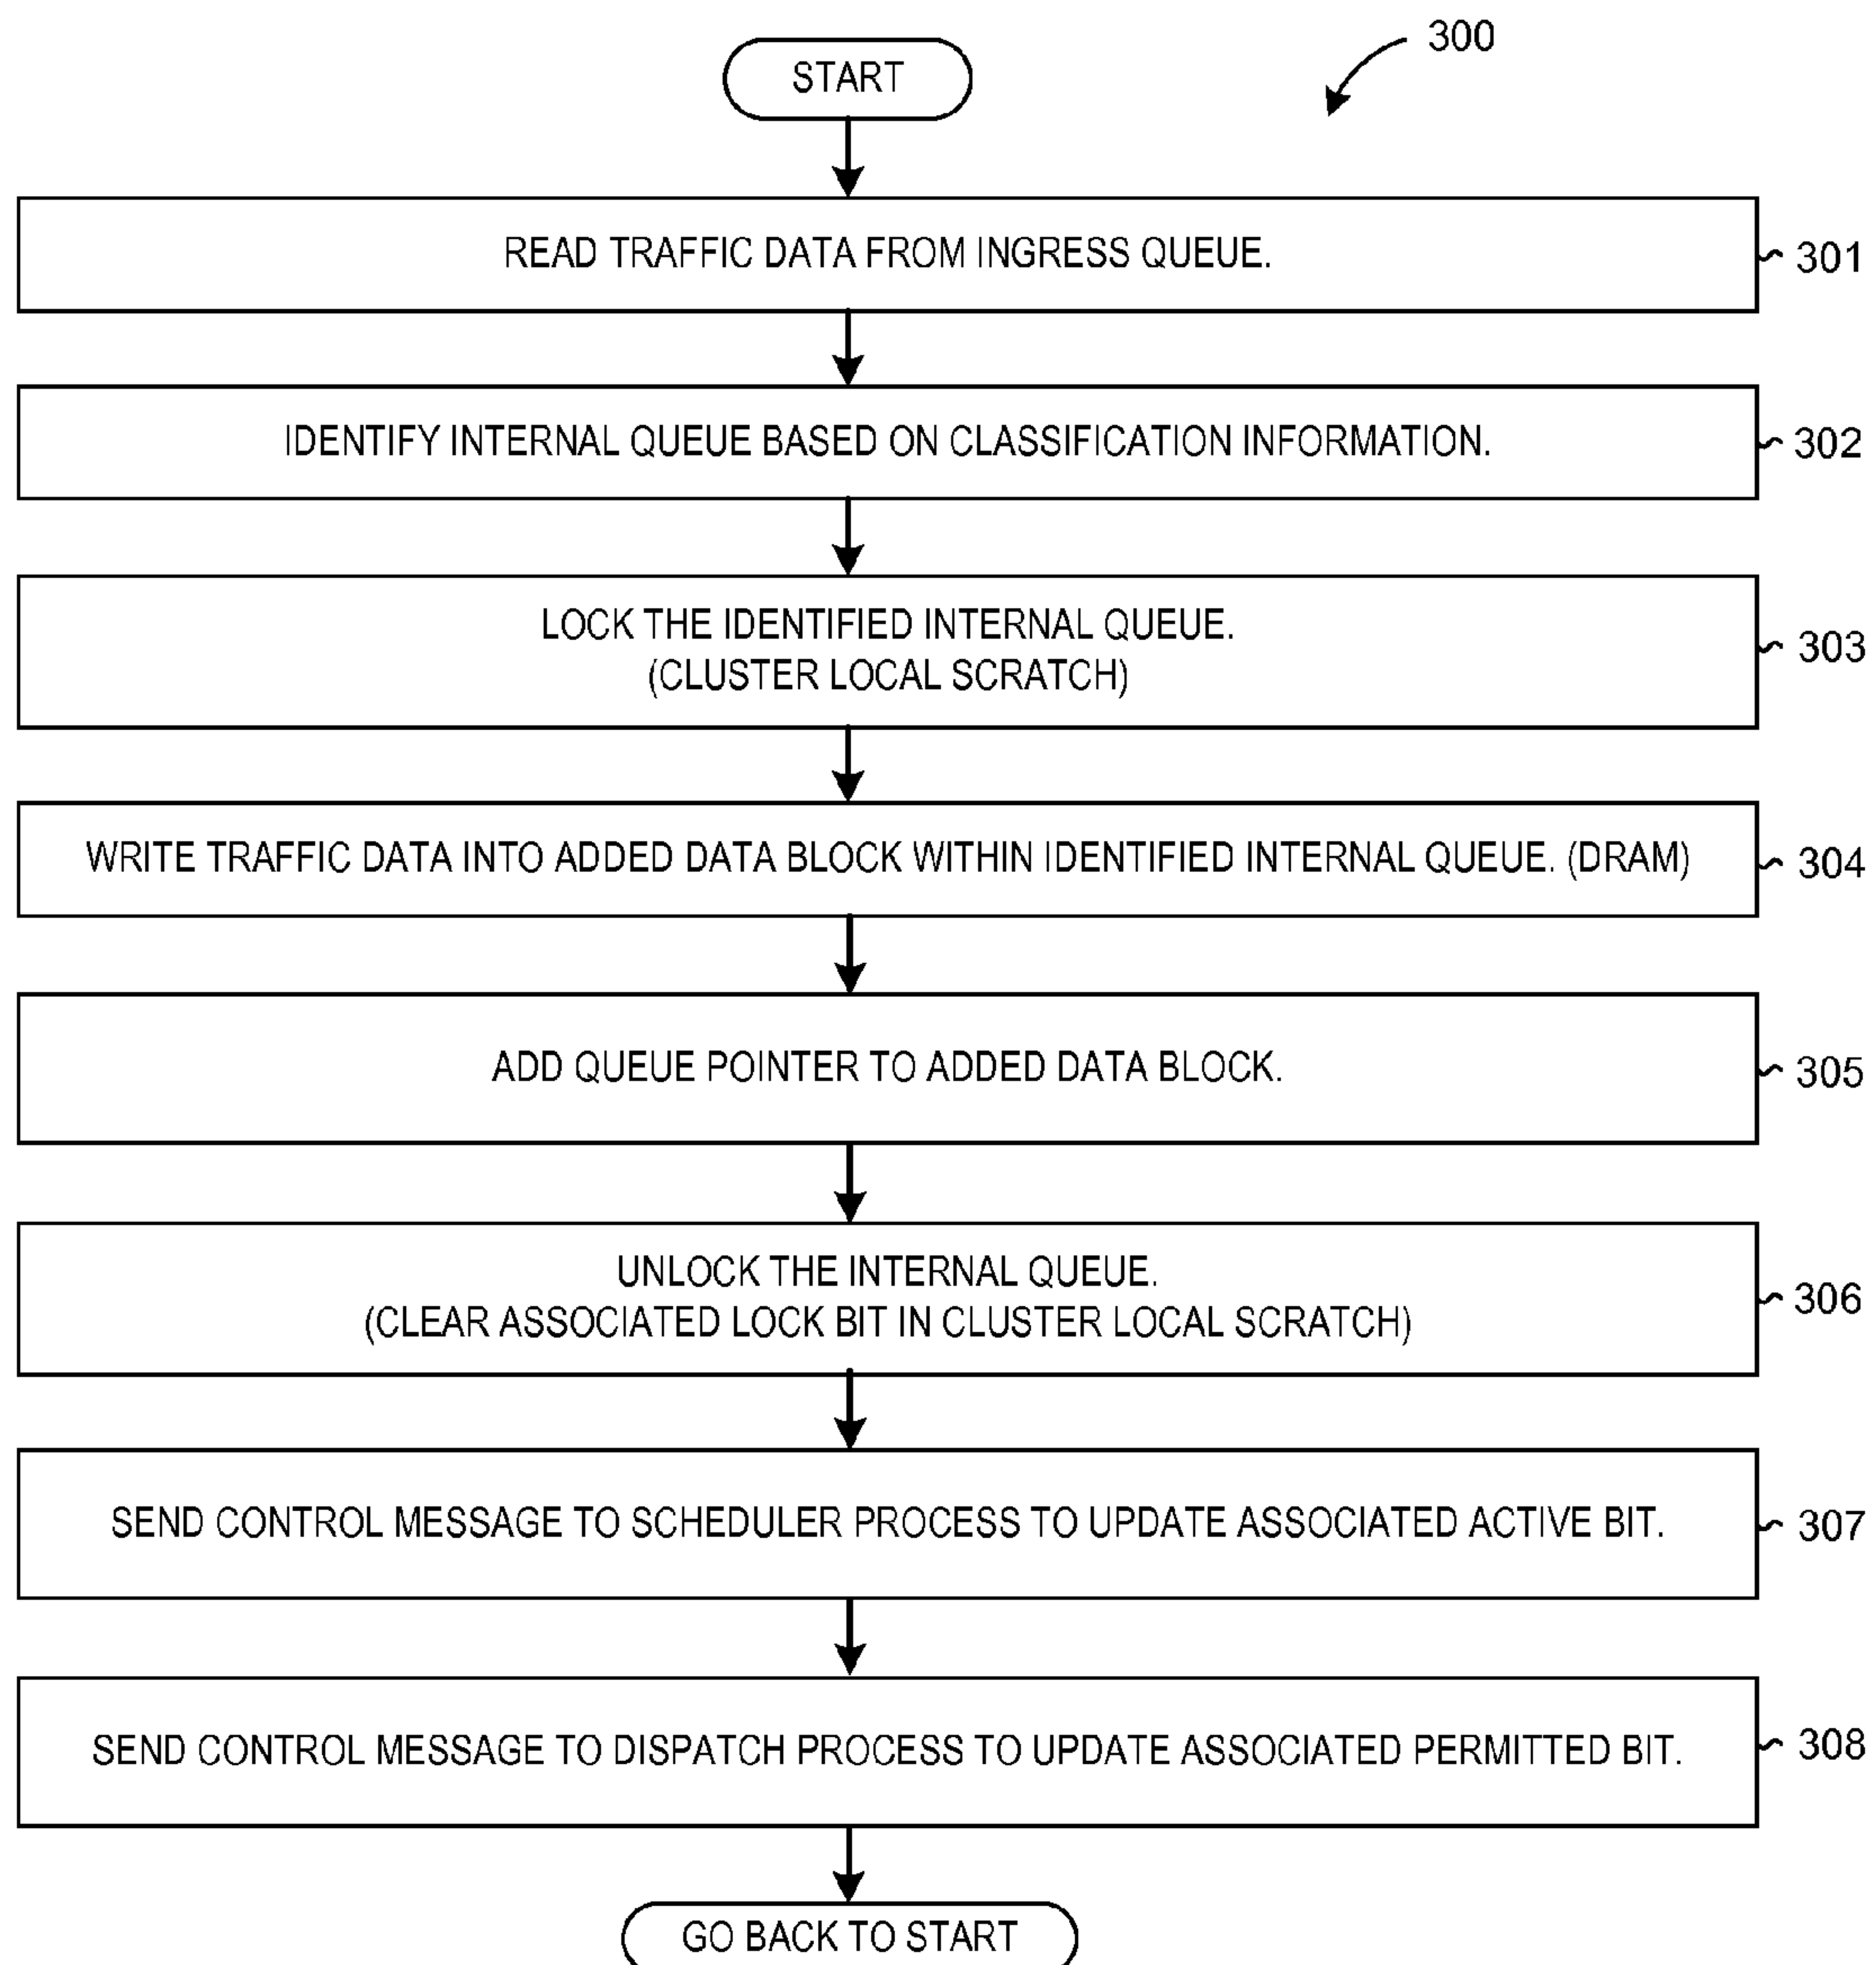 300
START
READ TRAFFIC DATA FROM INGRESS QUEUE.
301
IDENTIFY INTERNAL QUEUE BASED ON CLASSIFICATION INFORMATION.
302
LOCK THE IDENTIFIED INTERNAL QUEUE.
(CLUSTER LOCAL SCRATCH)
303
WRITE TRAFFIC DATA INTO ADDED DATA BLOCK WITHIN IDENTIFIED INTERNAL QUEUE. (DRAM)
304
ADD QUEUE POINTER TO ADDED DATA BLOCK.
305
UNLOCK THE INTERNAL QUEUE.
(CLEAR ASSOCIATED LOCK BIT IN CLUSTER LOCAL SCRATCH)
306
SEND CONTROL MESSAGE TO SCHEDULER PROCESS TO UPDATE ASSOCIATED ACTIVE BIT.
307
SEND CONTROL MESSAGE TO DISPATCH PROCESS TO UPDATE ASSOCIATED PERMITTED BIT.
308
GO BACK TO START